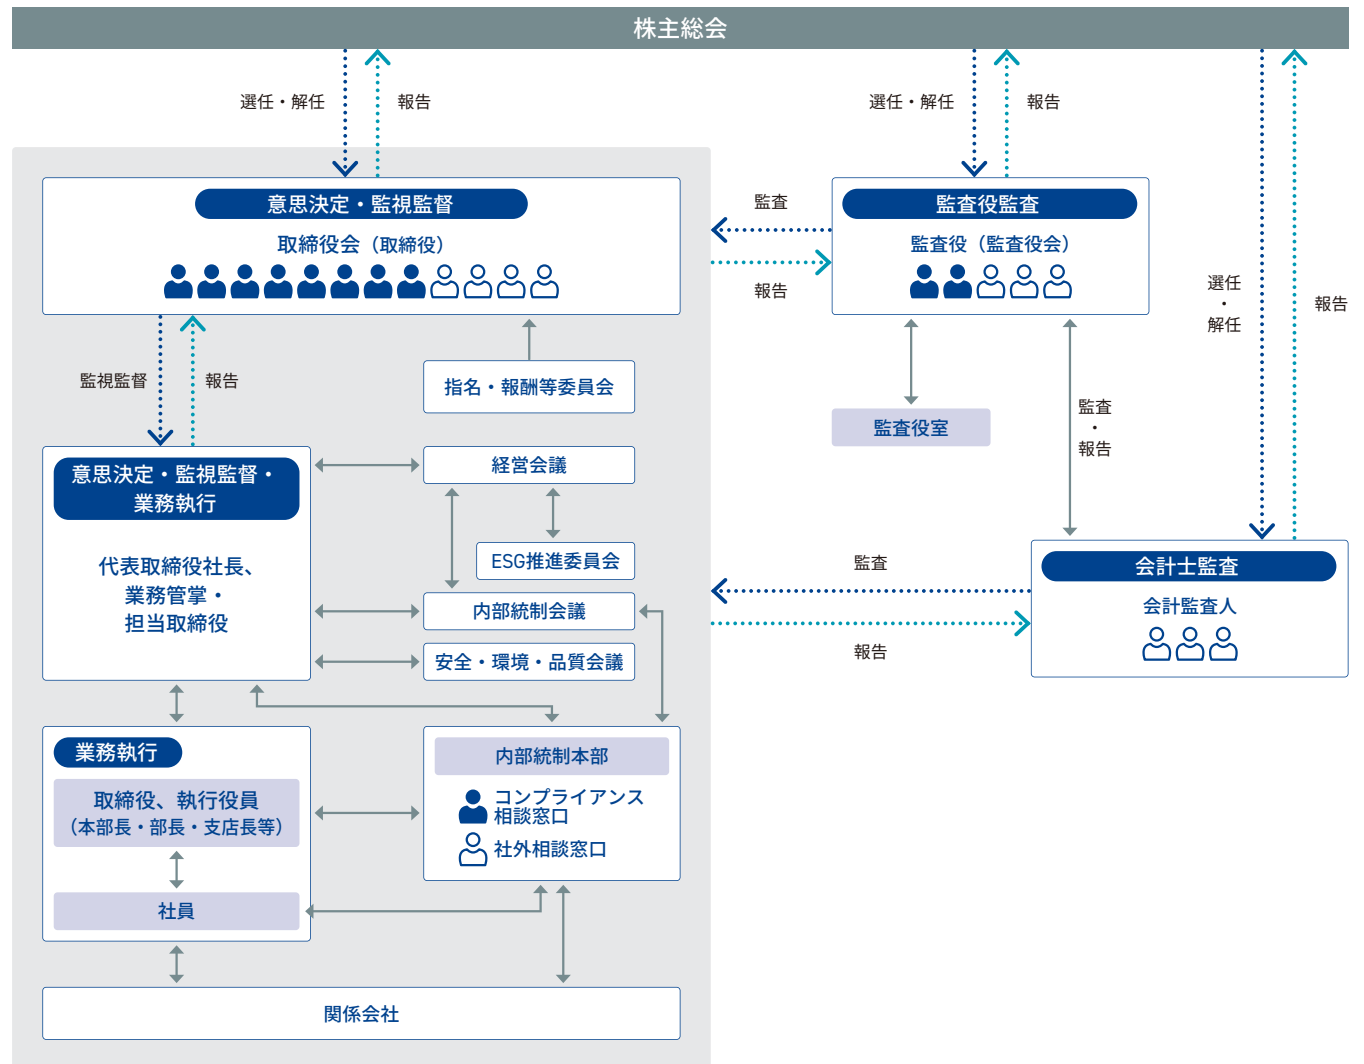 株主総会
選任・解任
報告
選任・解任
報告
選任
・
解任
報告
意思決定・監視監督
取締役会（取締役）
監査
報告
監査役監査
監査役（監査役会）
監視監督
報告
指名・報酬等委員会
監査役室
監査
・
報告
意思決定・監視監督・
業務執行
代表取締役社長、
業務管掌・
担当取締役
経営会議
ESG推進委員会
内部統制会議
安全・環境・品質会議
監査
報告
会計士監査
会計監査人
業務執行
取締役、執行役員
（本部長・部長・支店長等）
社員
内部統制本部
コンプライアンス
相談窓口
社外相談窓口
関係会社